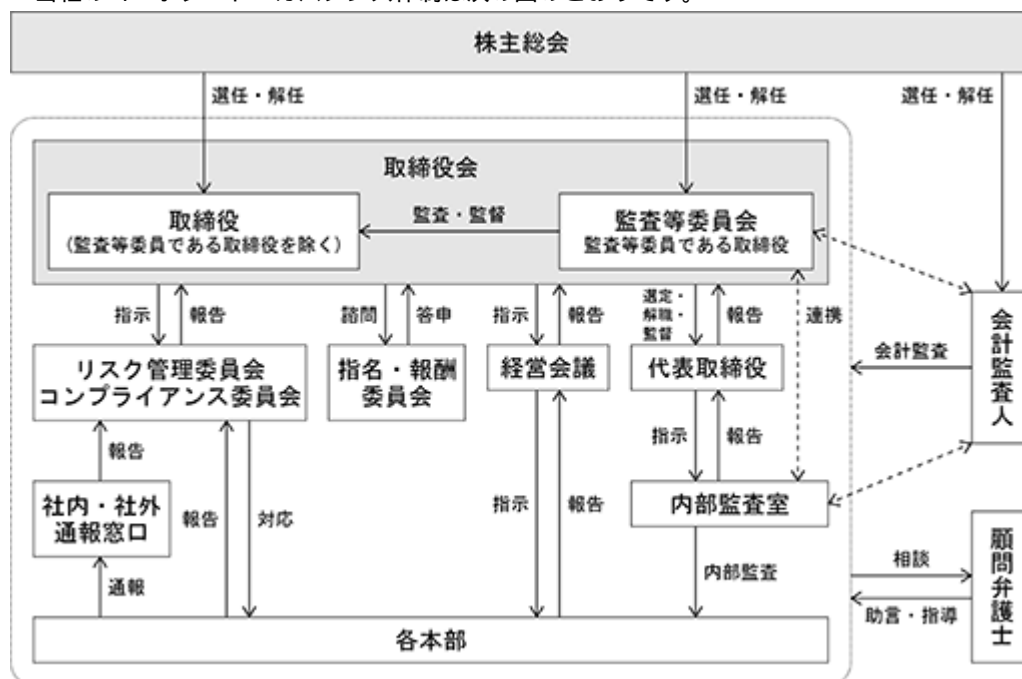 株主総会
選任・解任
選任・解任
選任・解任
取締役会
取締役
(監査等委員である取締役を除く)
監査・監督
監査等委員会
監査等委員である取締役
指示
報告
諮問
答申
指示
報告
選定・
解職・
監督
報告
連携
会計監査人
会計監査
リスク管理委員会
コンプライアンス委員会
指名・報酬
委員会
経営会議
代表取締役
報告
指示
報告
社内・社外
通報窓口
報告
対応
指示
報告
内部監査室
通報
内部監査
相談
助言・指導
顧問弁護士
各本部